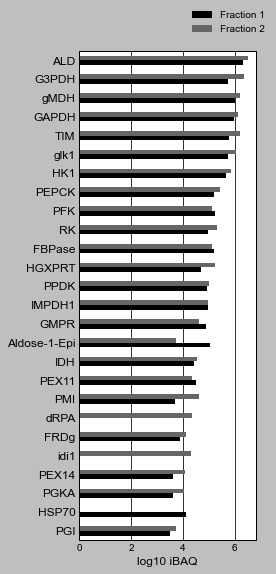 Fraction 1
Fraction 2
ALD
G3PDH
gMDH
GAPDH
TIM
glk1
HK1
PEPCK
PFK
RK
FBPase
HGXPRT
PPDK
IMPDH1
GMPR
Aldose-1-Epi
IDH
PEX11
PMI
dRPA
FRDg
idi1
PEX14
PGKA
HSP70
PGI
0 2 4 6
log10 iBAQ